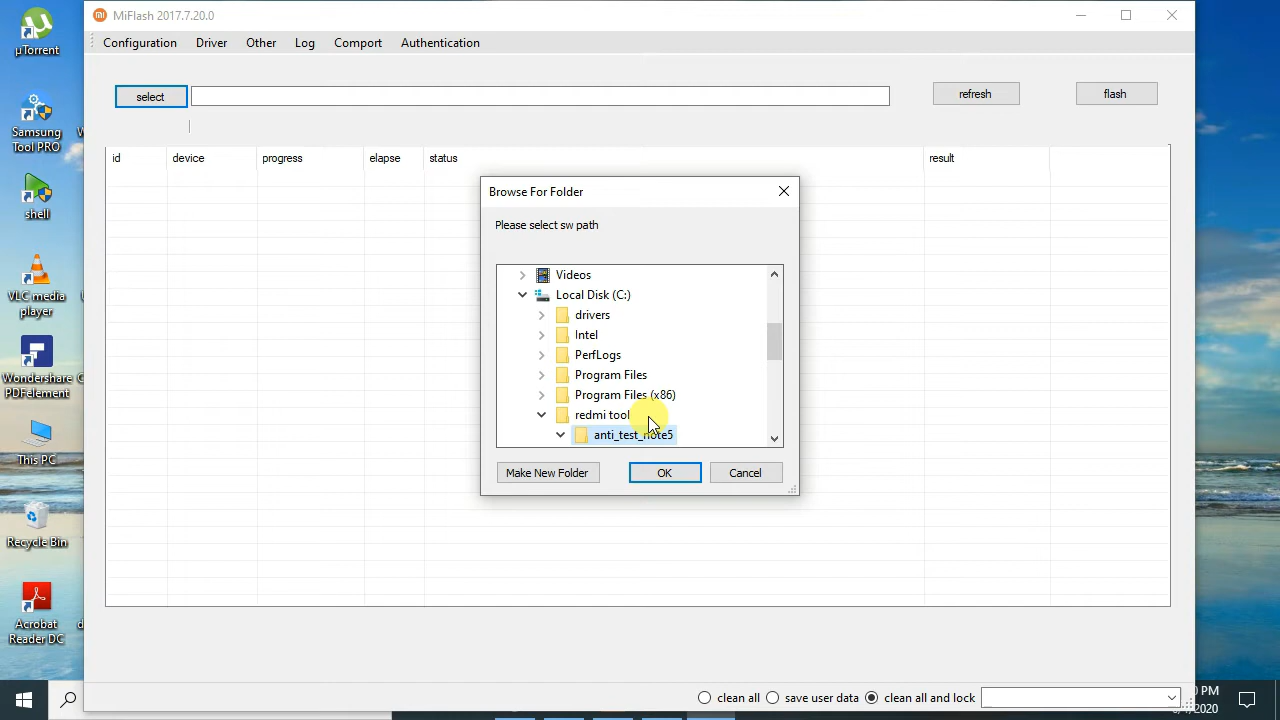 MiFlash 2017.7.20.0
Configuration Driver Other Log Comport Authentication
select
refresh
flash
id device progress elapse status result
Browse For Folder
Please select sw path
Videos
Local Disk (C:)
drivers
Intel
PerfLogs
Program Files
Program Files (x86)
redmi tool
anti_test_note5
Make New Folder OK Cancel
clean all save user data clean all and lock
µTorrent
Samsung
Tool PRO
shell
VLC media
player
Wondershare
PDFelement
This PC
Recycle Bin
Acrobat
Reader DC
PM
/2020